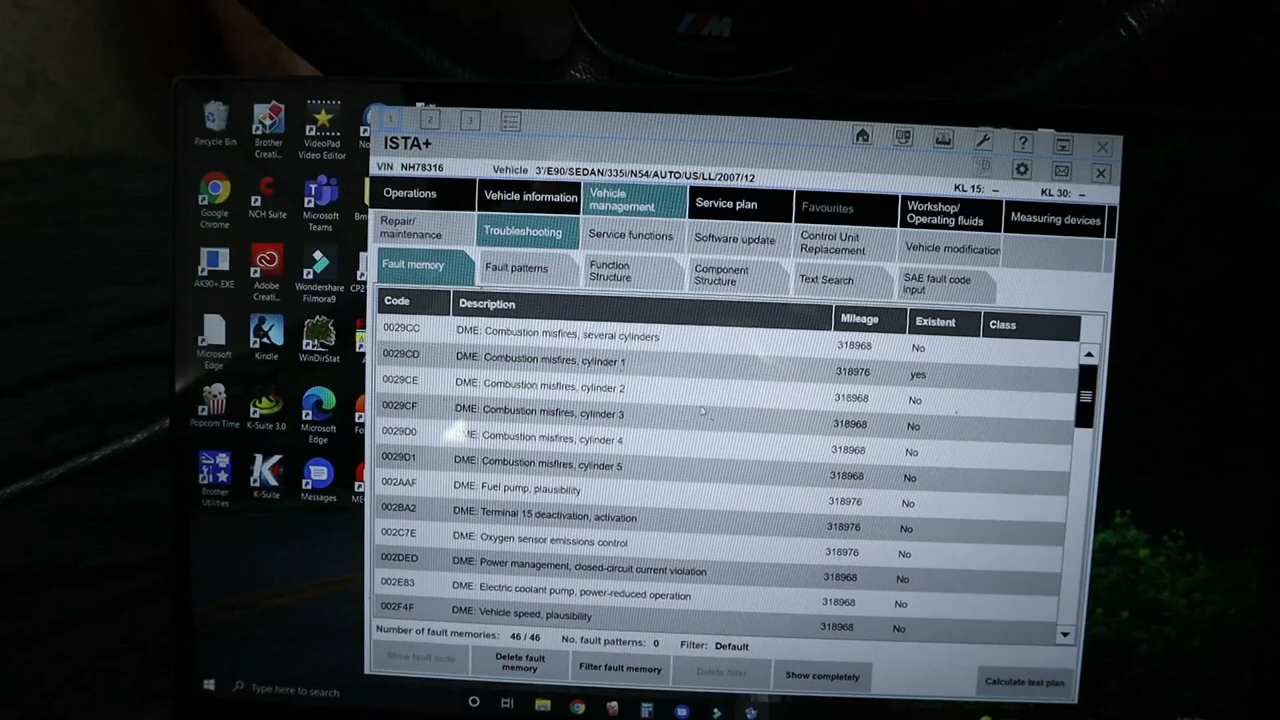 M
Recycle Bin
Brother Creati...
VideoPad Video Editor
Google Chrome
NCH Suite
Microsoft Teams
AK90+.EXE
Adobe Creati...
Wondershare Filmora9
Microsoft Edge
Kindle
WinDirStat
Popcorn Time
K-Suite 3.0
Microsoft Edge
Brother Utilities
K-Suite
Messages
1 2 3
ISTA+
VIN NH78316 Vehicle 3'/E90/SEDAN/335i/N54/AUTO/US/LL/2007/12
KL 15: – KL 30: –
Operations Vehicle information Vehicle management Service plan Favourites Workshop/ Operating fluids Measuring devices
Repair/ maintenance Troubleshooting Service functions Software update Control Unit Replacement Vehicle modification
Fault memory Fault patterns Function Structure Component Structure Text Search SAE fault code input
Code Description Mileage Existent Class
0029CC DME: Combustion misfires, several cylinders 318968 No
0029CD DME: Combustion misfires, cylinder 1 318976 yes
0029CE DME: Combustion misfires, cylinder 2 318968 No
0029CF DME: Combustion misfires, cylinder 3 318968 No
0029D0 DME: Combustion misfires, cylinder 4 318968 No
0029D1 DME: Combustion misfires, cylinder 5 318968 No
002AAF DME: Fuel pump, plausibility 318976 No
002BA2 DME: Terminal 15 deactivation, activation 318976 No
002C7E DME: Oxygen sensor emissions control 318976 No
002DED DME: Power management, closed-circuit current violation 318968 No
002E83 DME: Electric coolant pump, power-reduced operation 318968 No
002F4F DME: Vehicle speed, plausibility 318968 No
Number of fault memories: 46 / 46 No. fault patterns: 0 Filter: Default
Show fault code Delete fault memory Filter fault memory Delete filter Show completely Calculate test plan
Type here to search